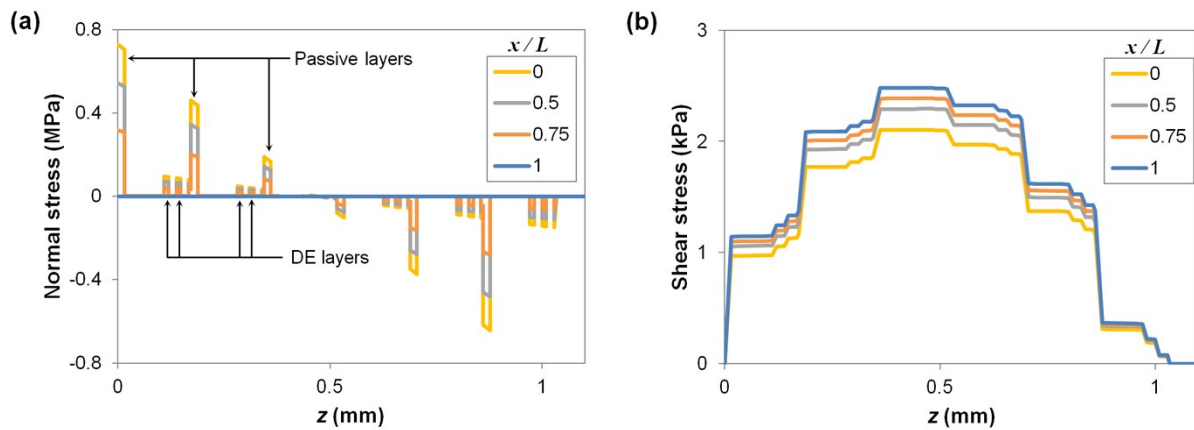 (a)
Normal stress (MPa)
0.8
0.4
0
-0.4
-0.8
Passive layers
DE layers
x / L
0
0.5
0.75
1
0
0.5
1
z (mm)
(b)
Shear stress (kPa)
3
2
1
0
x / L
0
0.5
0.75
1
0
0.5
1
z (mm)